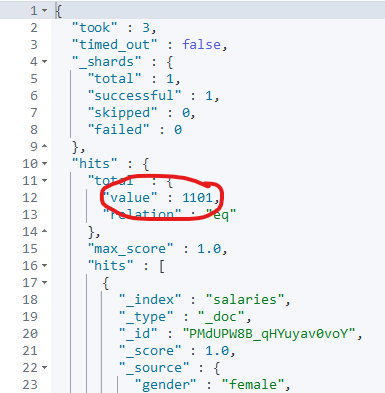 1 {
2 "took" : 3,
3 "timed_out" : false,
4 "_shards" : {
5 "total" : 1,
6 "successful" : 1,
7 "skipped" : 0,
8 "failed" : 0
9 },
10 "hits" : {
11 "total" : {
12 "value" : 1101,
13 "relation" : "eq"
14 },
15 "max_score" : 1.0,
16 "hits" : [
17 {
18 "_index" : "salaries",
19 "_type" : "_doc",
20 "_id" : "PMdUPW8B_qHYuyav0voY",
21 "_score" : 1.0,
22 "_source" : {
23 "gender" : "female",